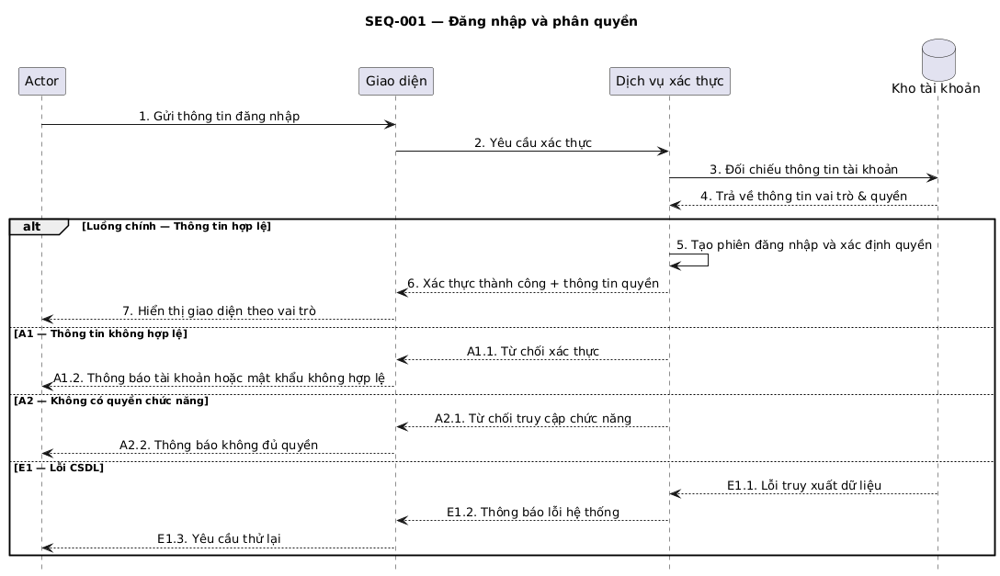 SEQ-001 — Đăng nhập và phân quyền
Actor
Giao diện
Dịch vụ xác thực
Kho tài khoản
1. Gửi thông tin đăng nhập
2. Yêu cầu xác thực
3. Đối chiếu thông tin tài khoản
4. Trả về thông tin vai trò & quyền
alt
[Luồng chính — Thông tin hợp lệ]
5. Tạo phiên đăng nhập và xác định quyền
6. Xác thực thành công + thông tin quyền
7. Hiển thị giao diện theo vai trò
[A1 — Thông tin không hợp lệ]
A1.1. Từ chối xác thực
A1.2. Thông báo tài khoản hoặc mật khẩu không hợp lệ
[A2 — Không có quyền chức năng]
A2.1. Từ chối truy cập chức năng
A2.2. Thông báo không đủ quyền
[E1 — Lỗi CSDL]
E1.1. Lỗi truy xuất dữ liệu
E1.2. Thông báo lỗi hệ thống
E1.3. Yêu cầu thử lại